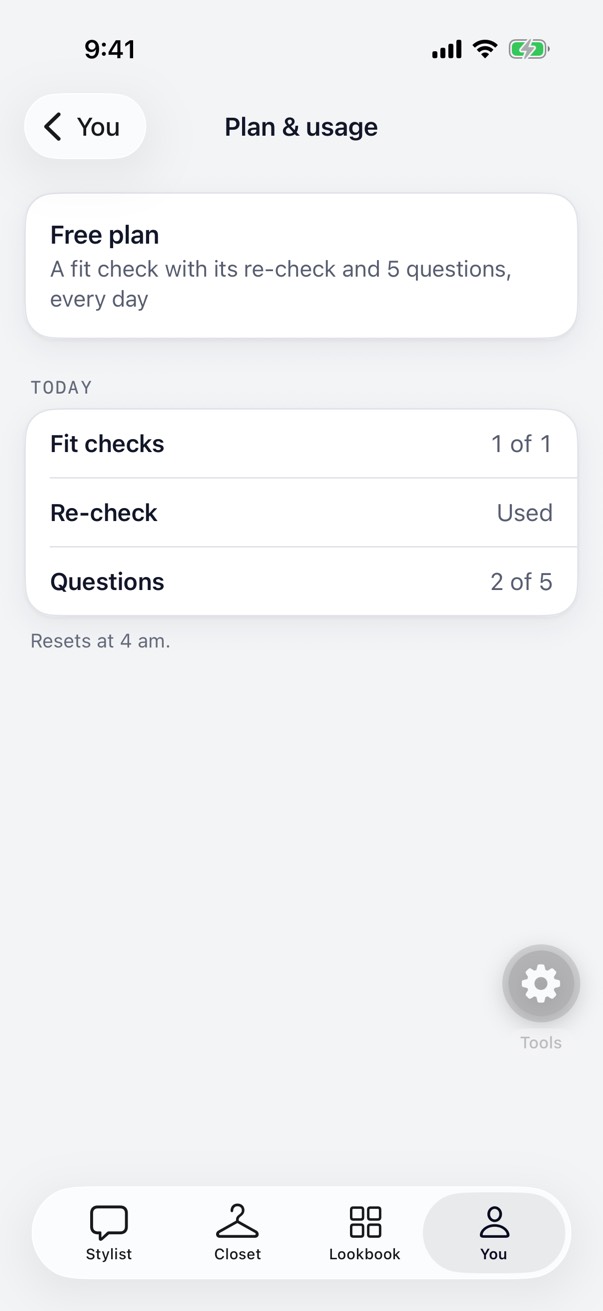 9:41
You
Plan & usage
Free plan
A fit check with its re-check and 5 questions,
every day
TODAY
Fit checks 1 of 1
Re-check Used
Questions 2 of 5
Resets at 4 am.
Tools
Stylist Closet Lookbook You